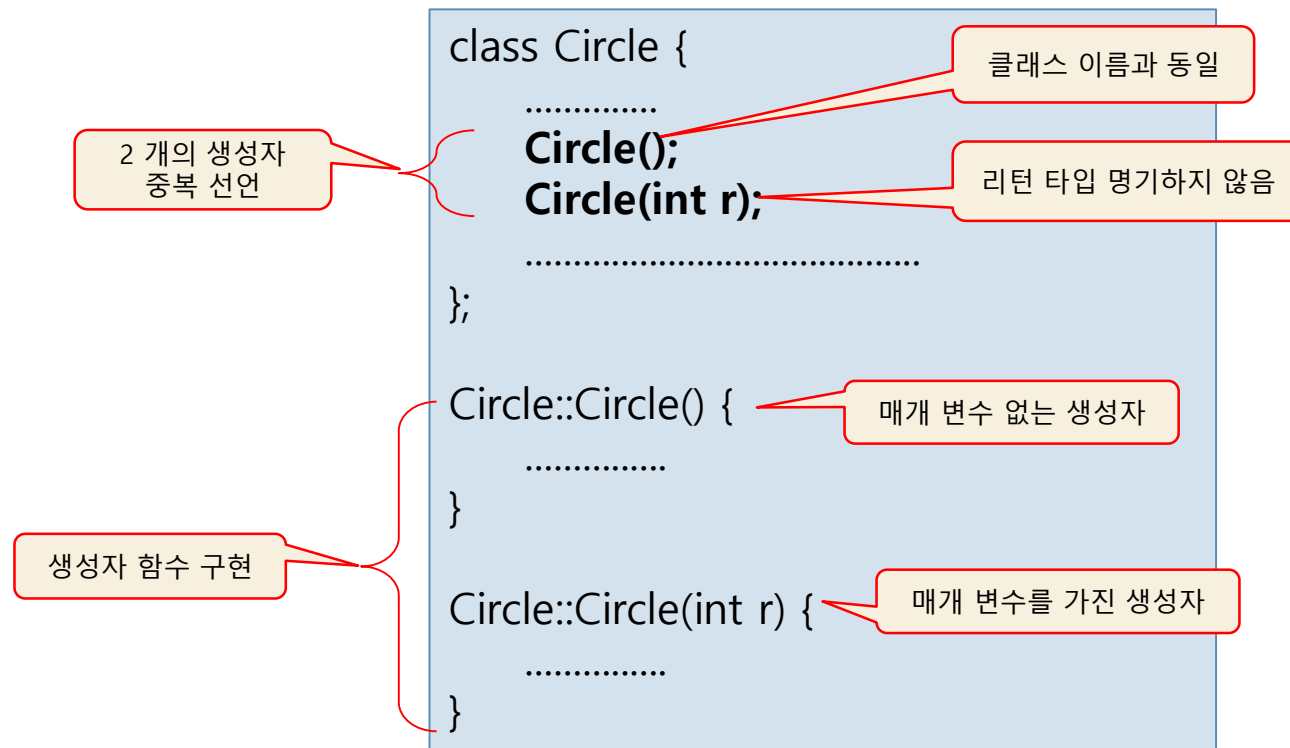 class Circle {
클래스 이름과 동일
..............
2 개의 생성자
중복 선언
Circle();
Circle(int r);
리턴 타입 명기하지 않음
.........................................
};
Circle::Circle() {
매개 변수 없는 생성자
...............
}
생성자 함수 구현
Circle::Circle(int r) {
매개 변수를 가진 생성자
...............
}